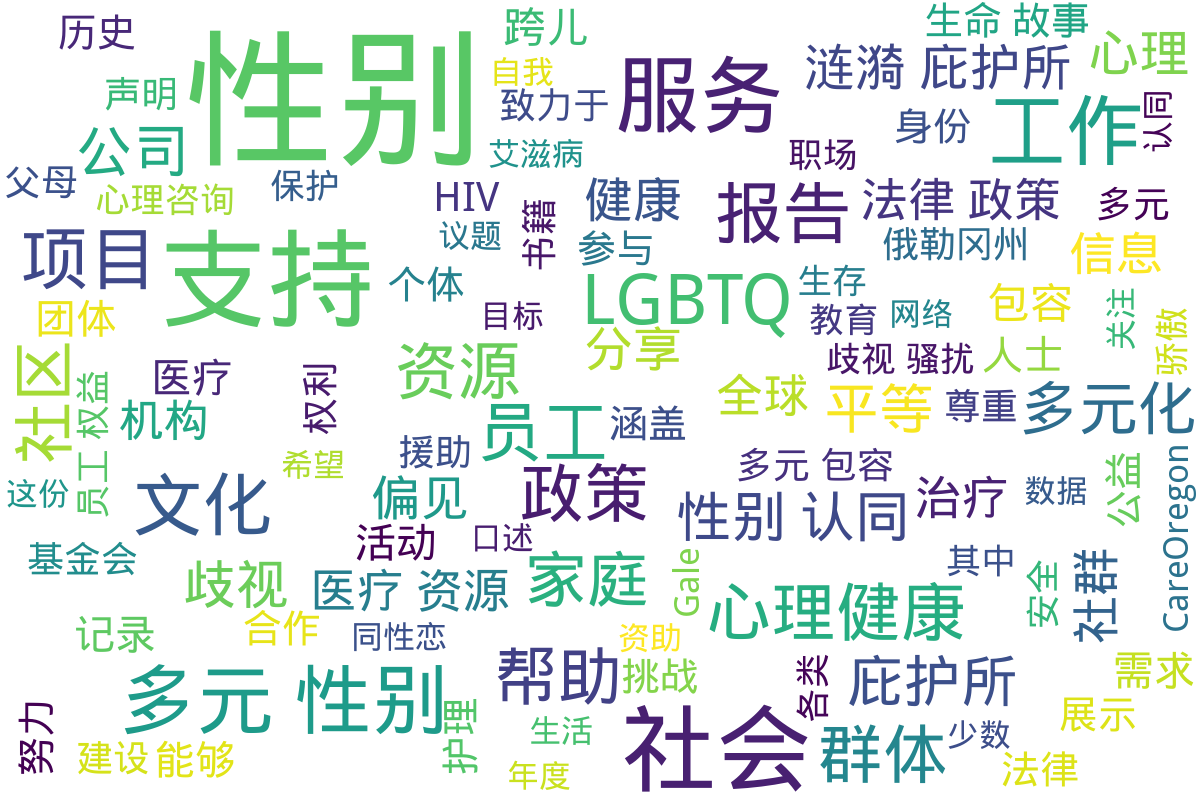 历史
跨儿
生命 故事
性别
服务
涟漪 庇护所
心理
声明
自我
致力于
工作
认同
公司
身份
艾滋病
职场
父母
心理咨询
保护
HIV
书籍
健康
报告
法律 政策
多元
项目
支持
议题
参与
俄勒冈州
信息
个体
LGBTQ
生存
团体
目标
教育
网络
包容
关注
骄傲
社区
医疗
权利
资源
分享
歧视 骚扰
人士
员工 权益
机构
全球
平等
尊重
多元化
员工
涵盖
援助
希望
这份
文化
偏见
政策
多元 包容
治疗
数据
公益
CareOregon
性别 认同
活动
口述
基金会
歧视
医疗 资源
家庭
Gale
其中
安全
社群
心理健康
记录
合作
同性恋
资助
多元 性别
帮助
挑战
各类
庇护所
需求
努力
护理
生活
社会
群体
少数
展示
建设
能够
年度
法律